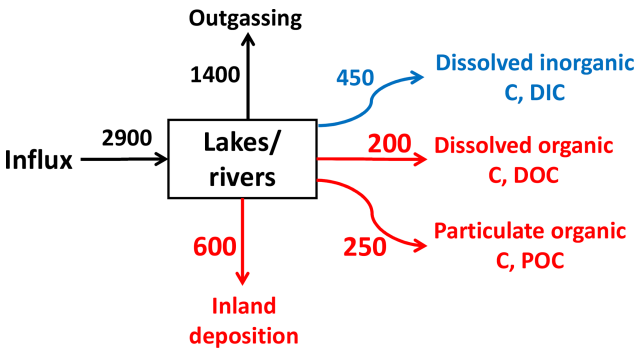 Outgassing
1400
450
Dissolved inorganic
C, DIC
2900
Influx
Lakes/
rivers
200
Dissolved organic
C, DOC
600
250
Particulate organic
C, POC
Inland
deposition